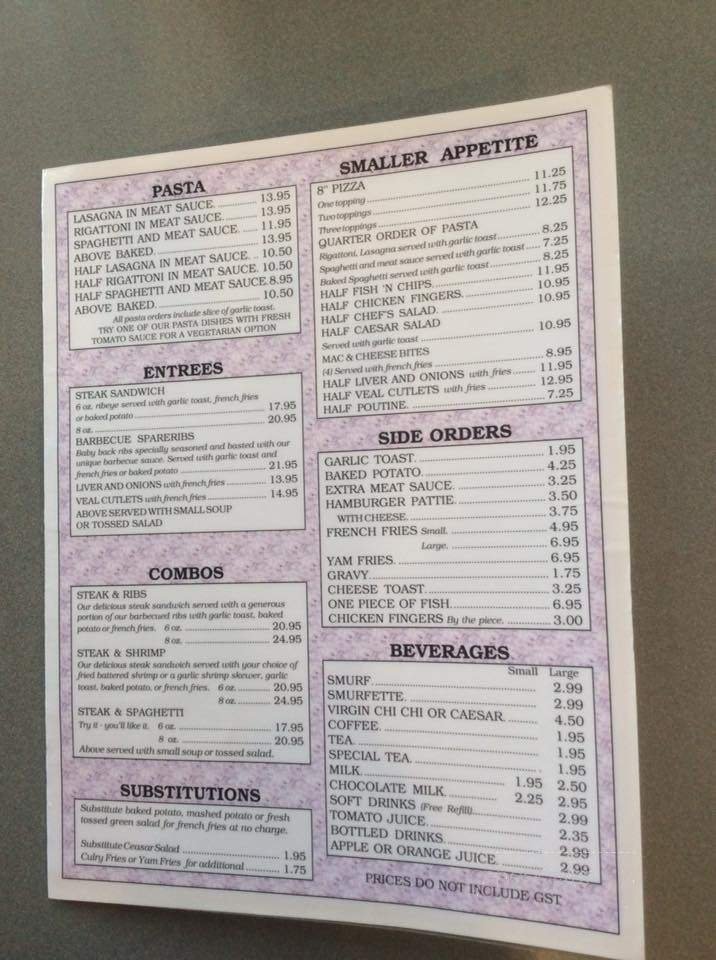 PASTA
LASAGNA IN MEAT SAUCE. 13.95
RIGATTONI IN MEAT SAUCE. 13.95
SPAGHETTI AND MEAT SAUCE. 11.95
ABOVE BAKED. 13.95
HALF LASAGNA IN MEAT SAUCE. 10.50
HALF RIGATTONI IN MEAT SAUCE. 10.50
HALF SPAGHETTI AND MEAT SAUCE. 8.95
ABOVE BAKED. 10.50
All pasta orders include slice of garlic toast.
TRY ONE OF OUR PASTA DISHES WITH FRESH
TOMATO SAUCE FOR A VEGETARIAN OPTION
ENTREES
STEAK SANDWICH
6 oz. ribeye served with garlic toast, french fries
or baked potato 17.95
8 oz. 20.95
BARBECUE SPARERIBS
Baby back ribs specially seasoned and basted with our
unique barbecue sauce. Served with garlic toast and
french fries or baked potato 21.95
LIVER AND ONIONS with french fries 13.95
VEAL CUTLETS with french fries 14.95
ABOVE SERVED WITH SMALL SOUP
OR TOSSED SALAD
COMBOS
STEAK & RIBS
Our delicious steak sandwich served with a generous
portion of our barbecued ribs with garlic toast, baked
potato or french fries. 6 oz. 20.95
8 oz. 24.95
STEAK & SHRIMP
Our delicious steak sandwich served with your choice of
fried battered shrimp or a garlic shrimp skewer, garlic
toast, baked potato, or french fries. 6 oz. 20.95
8 oz. 24.95
STEAK & SPAGHETTI
Try it - you'll like it. 6 oz. 17.95
8 oz. 20.95
Above served with small soup or tossed salad.
SUBSTITUTIONS
Substitute baked potato, mashed potato or fresh
tossed green salad for french fries at no charge.
Substitute Ceasar Salad 1.95
Culry Fries or Yam Fries for additional 1.75
SMALLER APPETITE
8" PIZZA
One topping 11.25
Two toppings 11.75
Three toppings 12.25
QUARTER ORDER OF PASTA
Rigattoni, Lasagna served with garlic toast 8.25
Spaghetti and meat sauce served with garlic toast 7.25
Baked Spaghetti served with garlic toast 8.25
HALF FISH 'N CHIPS. 11.95
HALF CHICKEN FINGERS. 10.95
HALF CHEF'S SALAD. 10.95
HALF CAESAR SALAD
Served with garlic toast 10.95
MAC & CHEESE BITES
(4) Served with french fries 8.95
HALF LIVER AND ONIONS with fries 11.95
HALF VEAL CUTLETS with fries 12.95
HALF POUTINE. 7.25
SIDE ORDERS
GARLIC TOAST. 1.95
BAKED POTATO. 4.25
EXTRA MEAT SAUCE. 3.25
HAMBURGER PATTIE. 3.50
WITH CHEESE. 3.75
FRENCH FRIES Small. 4.95
Large. 6.95
YAM FRIES. 6.95
GRAVY. 1.75
CHEESE TOAST. 3.25
ONE PIECE OF FISH. 6.95
CHICKEN FINGERS By the piece. 3.00
BEVERAGES
Small Large
SMURF. 2.99
SMURFETTE. 2.99
VIRGIN CHI CHI OR CAESAR. 4.50
COFFEE. 1.95
TEA. 1.95
SPECIAL TEA. 1.95
MILK. 1.95 2.50
CHOCOLATE MILK. 2.25 2.95
SOFT DRINKS (Free Refill) 2.99
TOMATO JUICE. 2.35
BOTTLED DRINKS. 2.99
APPLE OR ORANGE JUICE. 2.99
PRICES DO NOT INCLUDE GST